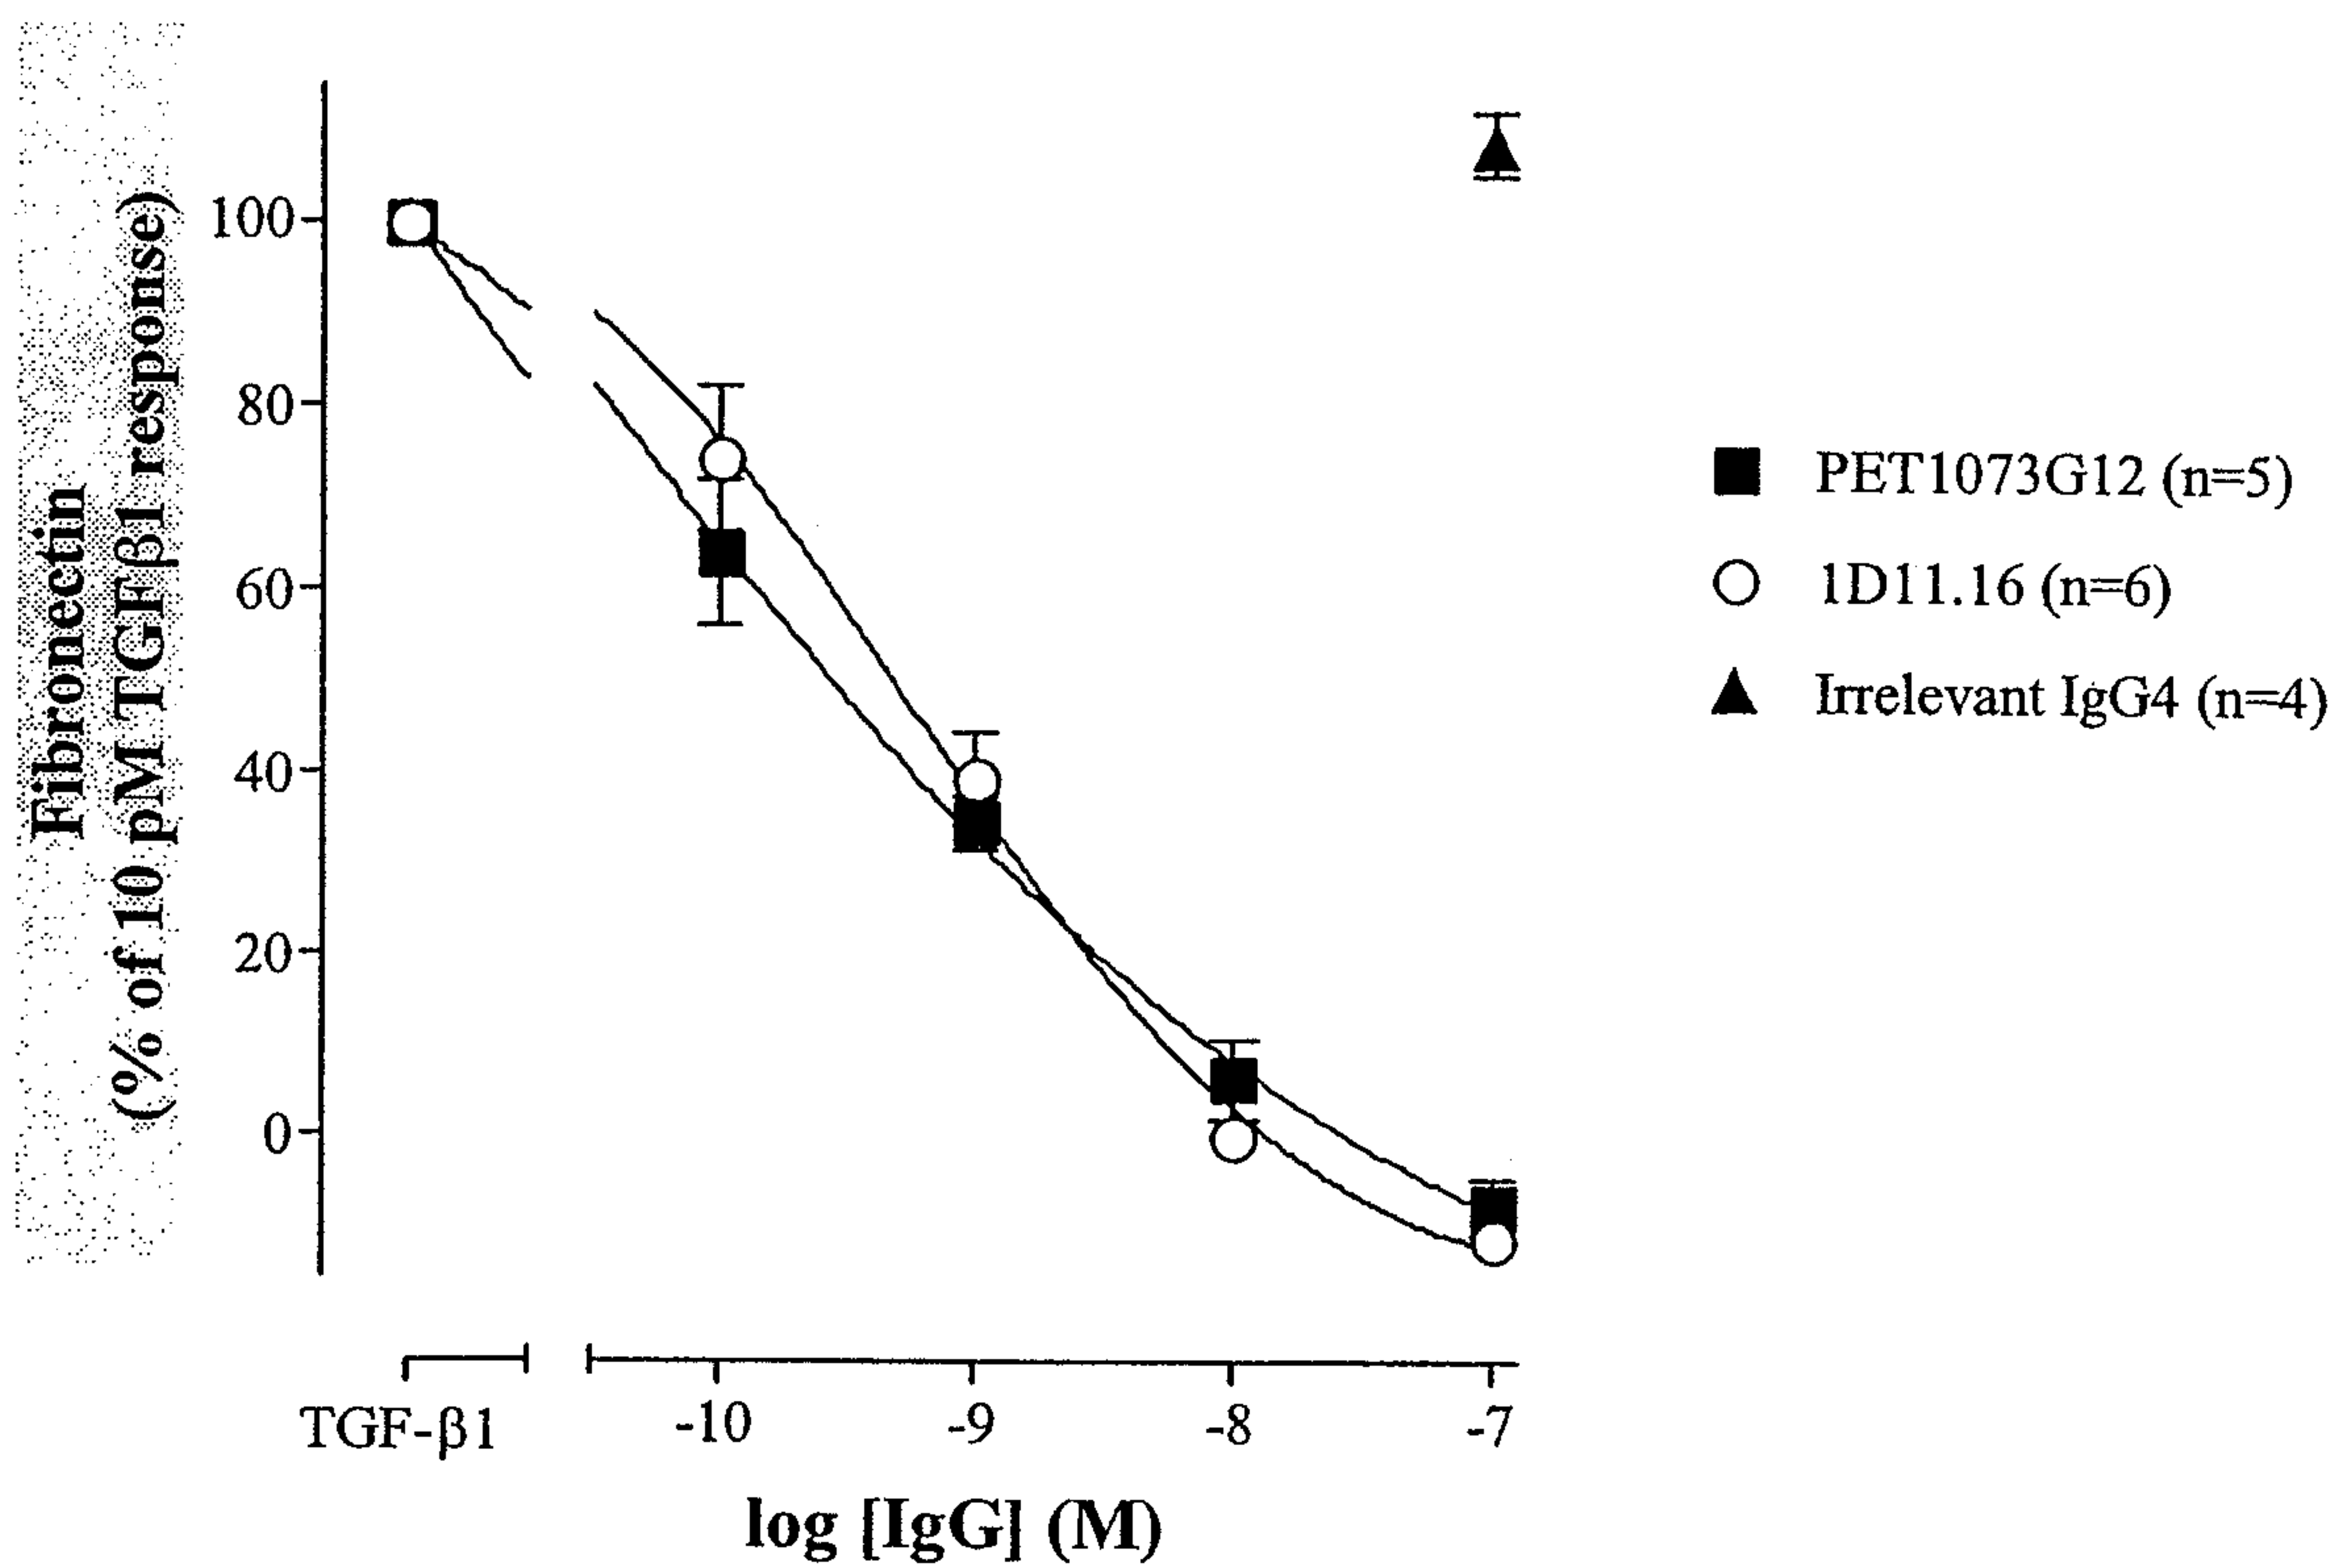 Fibronectin
(% of 10 pM TGFβ1 response)
100
80
60
40
20
0
TGF-β1
-10
-9
-8
-7
log [IgG] (M)
PET1073G12 (n=5)
1D11.16 (n=6)
Irrelevant IgG4 (n=4)